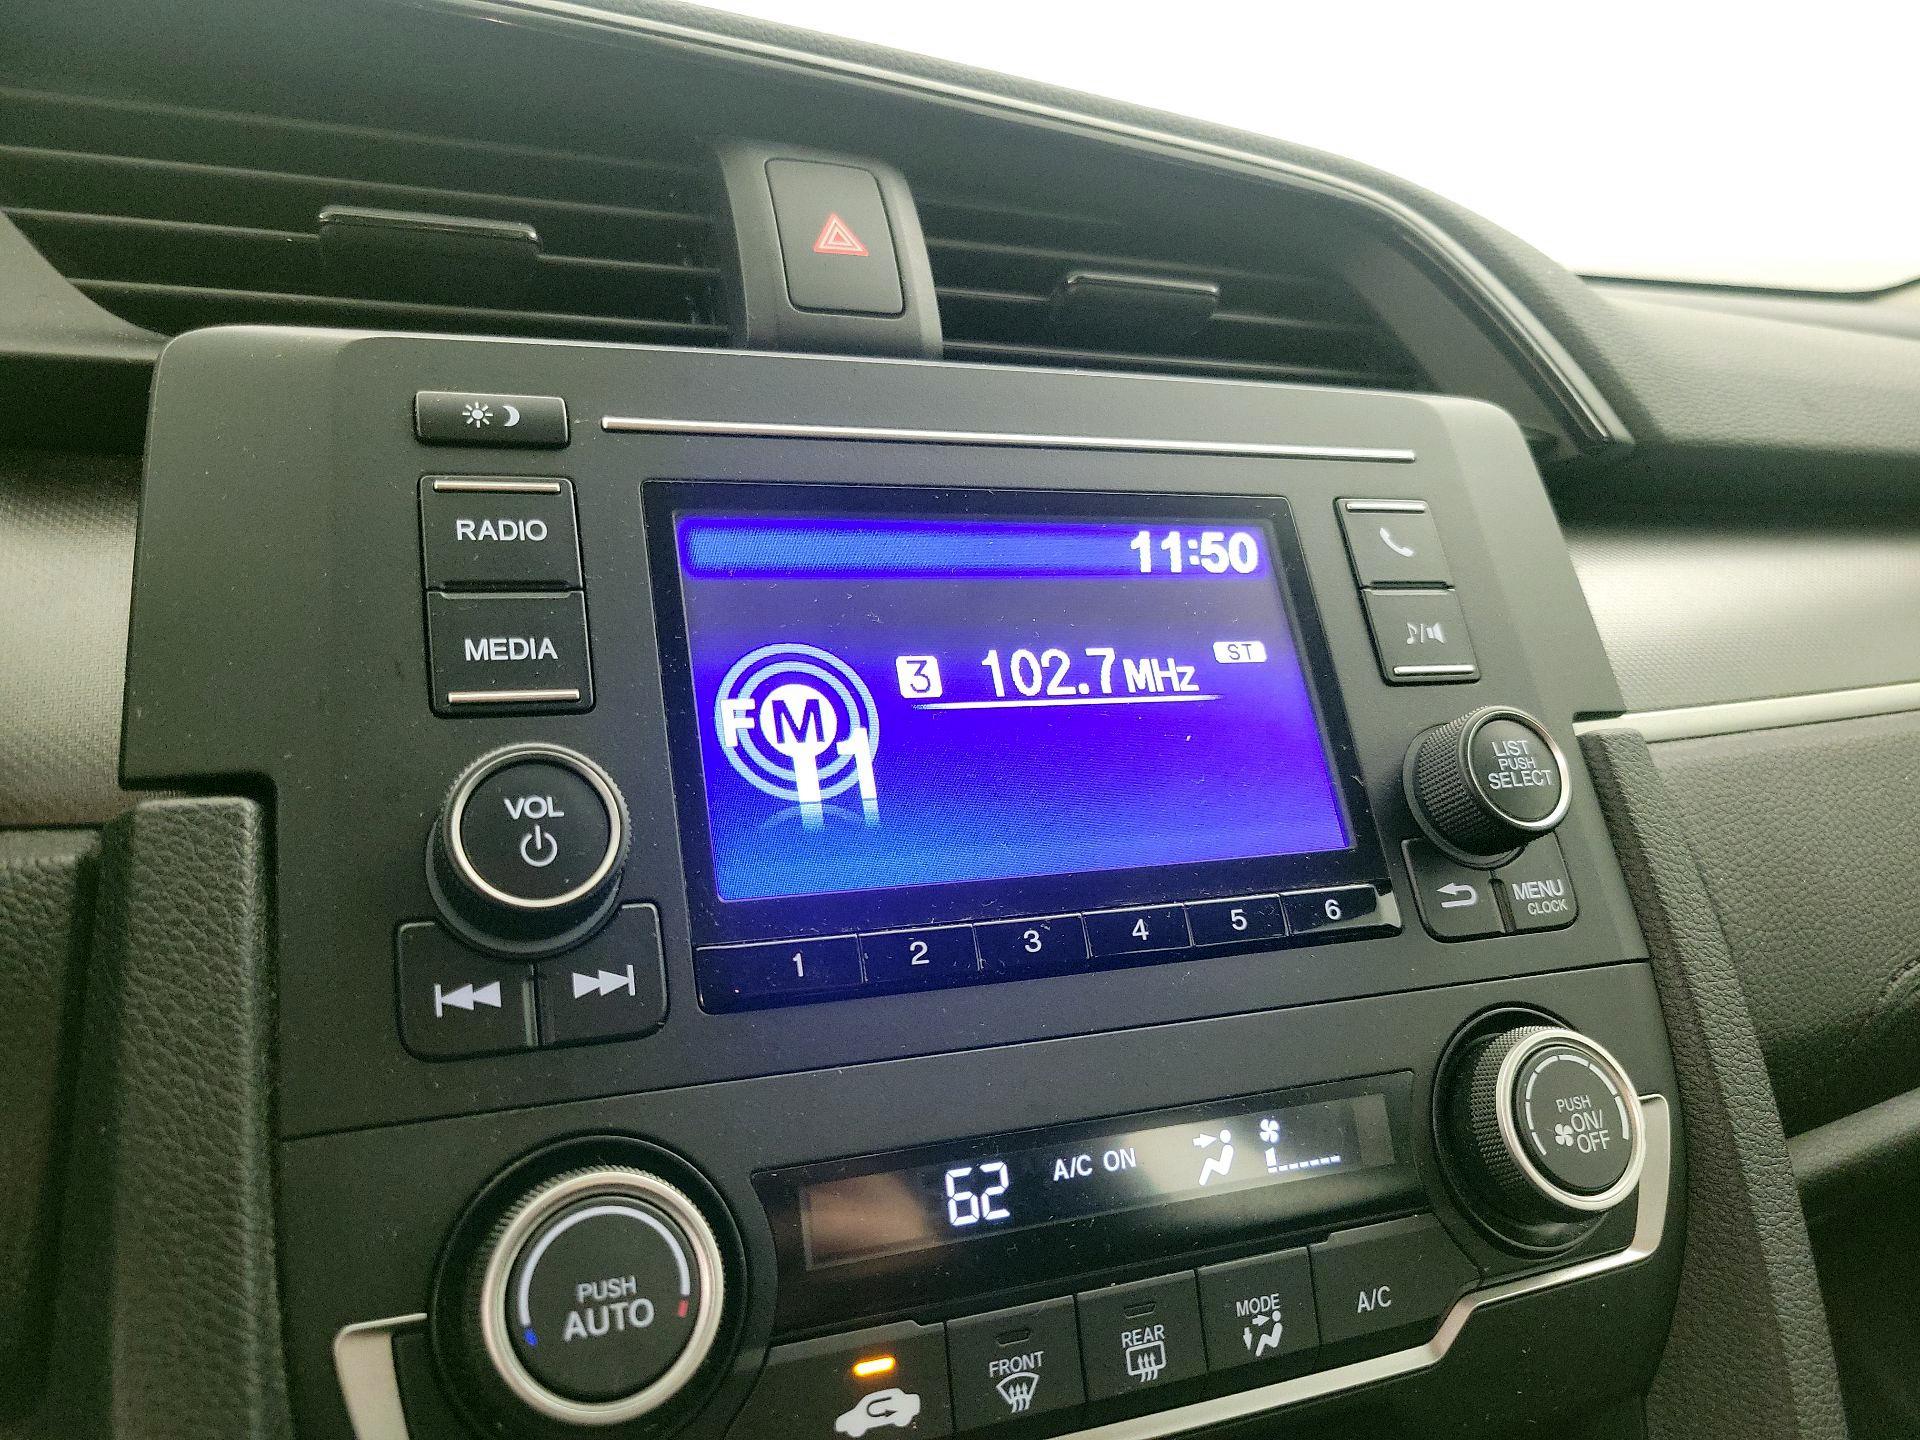 RADIO
MEDIA
VOL
11:50
FM1
3 102.7MHz ST
LIST
PUSH
SELECT
MENU
CLOCK
1 2 3 4 5 6
62 A/C ON
PUSH
ON/
OFF
PUSH
AUTO
FRONT
REAR
MODE
A/C